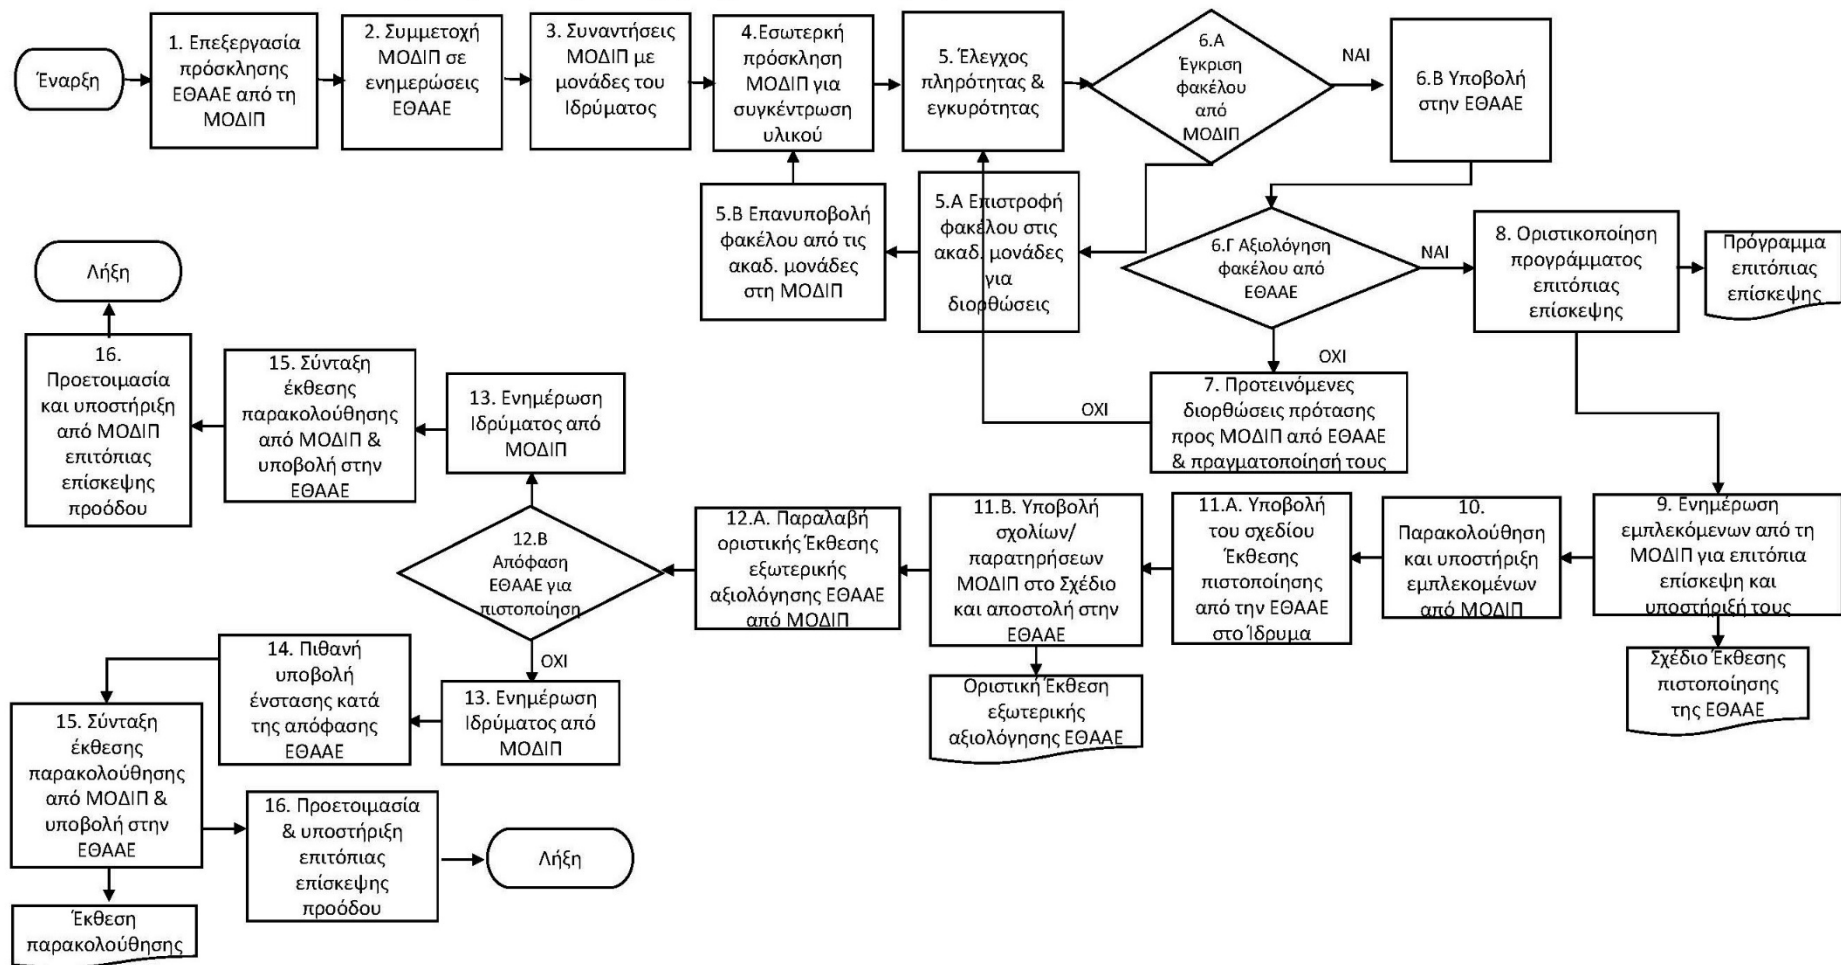 Έναρξη
1. Επεξεργασία
πρόσκλησης
ΕΘΑΑΕ από τη
ΜΟΔΙΠ
2. Συμμετοχή
ΜΟΔΙΠ σε
ενημερώσεις
ΕΘΑΑΕ
3. Συναντήσεις
ΜΟΔΙΠ με
μονάδες του
Ιδρύματος
4.Εσωτερκή
πρόσκληση
ΜΟΔΙΠ για
συγκέντρωση
υλικού
5. Έλεγχος
πληρότητας &
εγκυρότητας
6.Α
Έγκριση
φακέλου
από
ΜΟΔΙΠ
ΝΑΙ
6.Β Υποβολή
στην ΕΘΑΑΕ
5.Β Επανυποβολή
φακέλου από τις
ακαδ. μονάδες
στη ΜΟΔΙΠ
5.Α Επιστροφή
φακέλου στις
ακαδ. μονάδες
για
διορθώσεις
6.Γ Αξιολόγηση
φακέλου από
ΕΘΑΑΕ
ΝΑΙ
8. Οριστικοποίηση
προγράμματος
επιτόπιας
επίσκεψης
Πρόγραμμα
επιτόπιας
επίσκεψης
ΟΧΙ
7. Προτεινόμενες
διορθώσεις πρότασης
προς ΜΟΔΙΠ από ΕΘΑΑΕ
& πραγματοποίησή τους
ΟΧΙ
Λήξη
16.
Προετοιμασία
και υποστήριξη
από ΜΟΔΙΠ
επιτόπιας
επίσκεψης
προόδου
15. Σύνταξη
έκθεσης
παρακολούθησης
από ΜΟΔΙΠ &
υποβολή στην
ΕΘΑΑΕ
13. Ενημέρωση
Ιδρύματος από
ΜΟΔΙΠ
12.Β
Απόφαση
ΕΘΑΑΕ για
πιστοποίηση
12.Α. Παραλαβή
οριστικής Έκθεσης
εξωτερικής
αξιολόγησης ΕΘΑΑΕ
από ΜΟΔΙΠ
11.Β. Υποβολή
σχολίων/
παρατηρήσεων
ΜΟΔΙΠ στο Σχέδιο
και αποστολή στην
ΕΘΑΑΕ
11.Α. Υποβολή
του σχεδίου
Έκθεσης
πιστοποίησης
από την ΕΘΑΑΕ
στο Ίδρυμα
10.
Παρακολούθηση
και υποστήριξη
εμπλεκομένων
από ΜΟΔΙΠ
9. Ενημέρωση
εμπλεκόμενων από τη
ΜΟΔΙΠ για επιτόπια
επίσκεψη και
υποστήριξή τους
Σχέδιο Έκθεσης
πιστοποίησης
της ΕΘΑΑΕ
Οριστική Έκθεση
εξωτερικής
αξιολόγησης ΕΘΑΑΕ
ΟΧΙ
13. Ενημέρωση
Ιδρύματος από
ΜΟΔΙΠ
14. Πιθανή
υποβολή
ένστασης κατά
της απόφασης
ΕΘΑΑΕ
15. Σύνταξη
έκθεσης
παρακολούθησης
από ΜΟΔΙΠ &
υποβολή στην
ΕΘΑΑΕ
16. Προετοιμασία
& υποστήριξη
επιτόπιας
επίσκεψης
προόδου
Λήξη
Έκθεση
παρακολούθησης